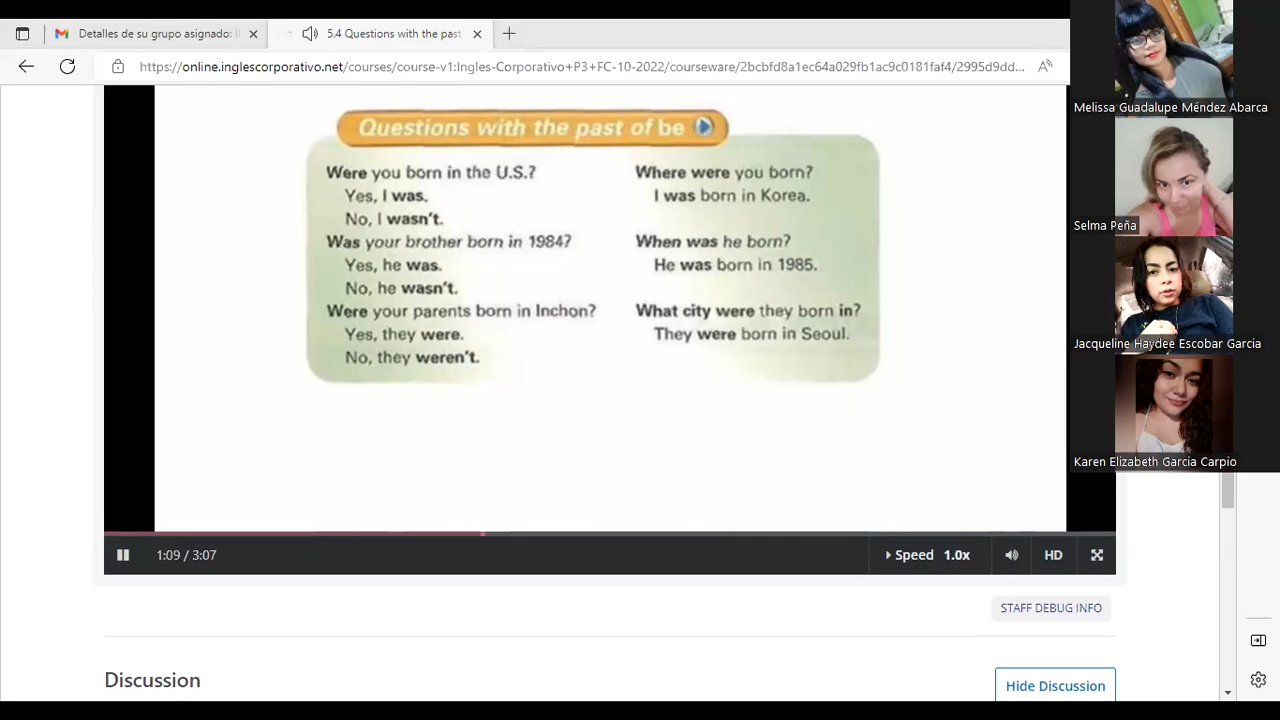 Detalles de su grupo asignado: I
5.4 Questions with the past
https://online.inglescorporativo.net/courses/course-v1:Ingles-Corporativo+P3+FC-10-2022/courseware/2bcbfd8a1ec64a029fb1ac9c0181faf4/2995d9dd...
Questions with the past of be
Were you born in the U.S.?
Yes, I was.
No, I wasn't.
Was your brother born in 1984?
Yes, he was.
No, he wasn't.
Were your parents born in Inchon?
Yes, they were.
No, they weren't.
Where were you born?
I was born in Korea.
When was he born?
He was born in 1985.
What city were they born in?
They were born in Seoul.
1:09 / 3:07
Speed 1.0x
HD
STAFF DEBUG INFO
Discussion
Hide Discussion
Melissa Guadalupe Méndez Abarca
Selma Peña
Jacqueline Haydee Escobar Garcia
Karen Elizabeth Garcia Carpio